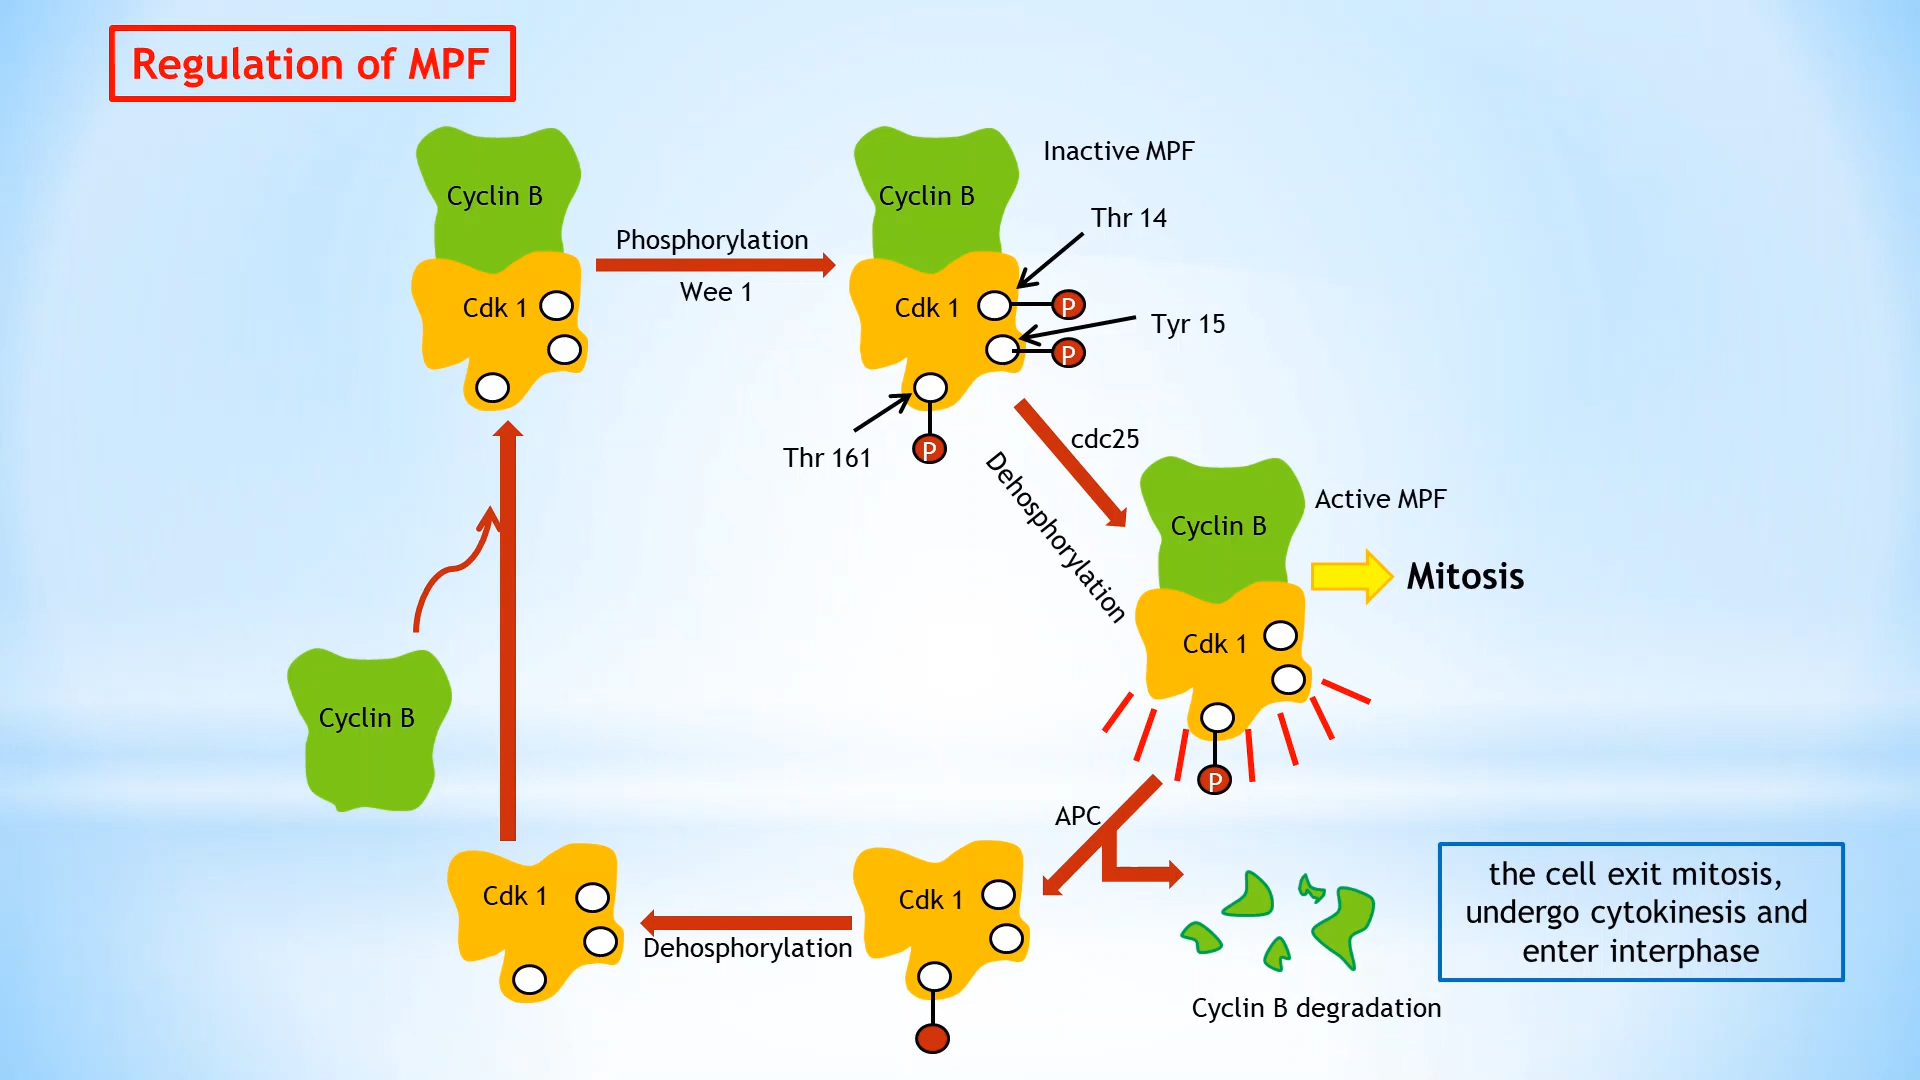 Regulation of MPF
Cyclin B
Cdk 1
Phosphorylation
Wee 1
Cyclin B
Cdk 1
Inactive MPF
Thr 14
P
Tyr 15
P
Thr 161
P
cdc25
Dehosphorylation
Cyclin B
Cdk 1
Active MPF
Mitosis
P
APC
Cyclin B
Cdk 1
Dehosphorylation
Cdk 1
Cyclin B degradation
the cell exit mitosis,
undergo cytokinesis and
enter interphase